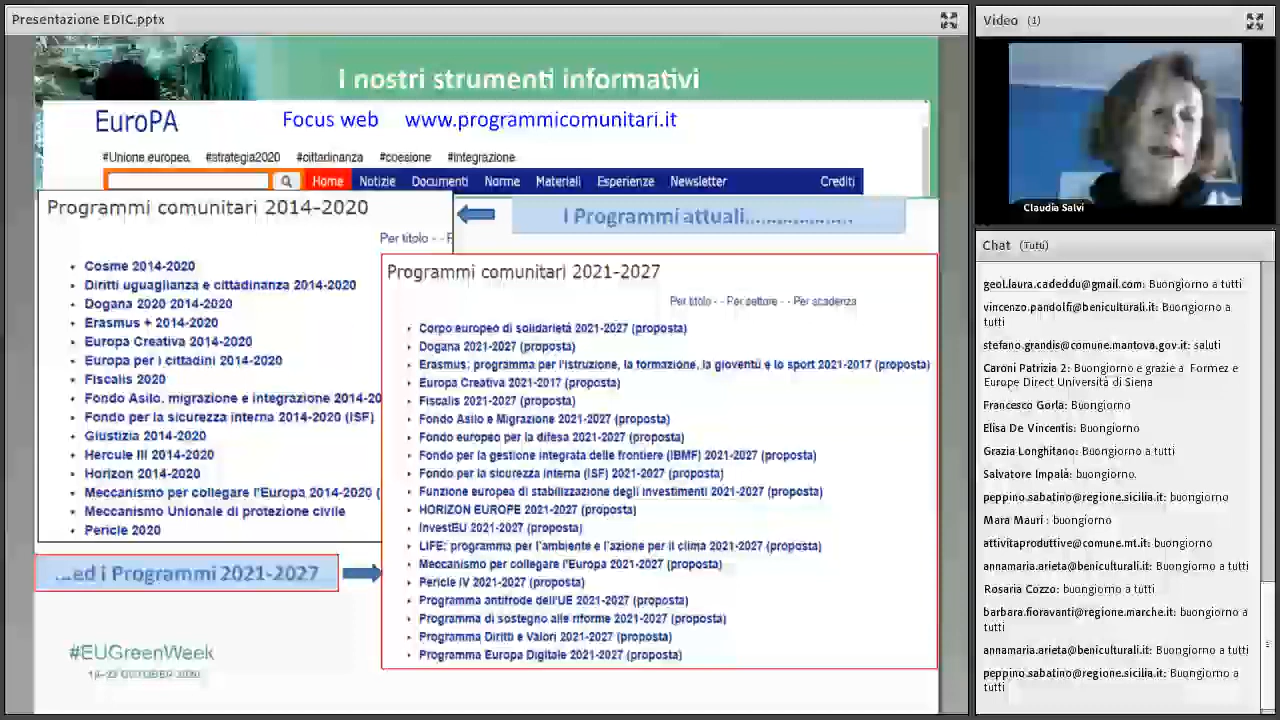 Presentazione EDIC.pptx
I nostri strumenti informativi
EuroPA
Focus web www.programmicomunitari.it
#Unione europea #strategia2020 #cittadinanza #coesione #integrazione
Home Notizie Documenti Norme Materiali Esperienze Newsletter Crediti
Programmi comunitari 2014-2020
I Programmi attuali...................
Per titolo - - F
Cosme 2014-2020
Diritti uguaglianza e cittadinanza 2014-2020
Dogana 2020 2014-2020
Erasmus + 2014-2020
Europa Creativa 2014-2020
Europa per i cittadini 2014-2020
Fiscalis 2020
Fondo Asilo, migrazione e integrazione 2014-20
Fondo per la sicurezza interna 2014-2020 (ISF)
Giustizia 2014-2020
Hercule III 2014-2020
Horizon 2014-2020
Meccanismo per collegare l'Europa 2014-2020 (
Meccanismo Unionale di protezione civile
Pericle 2020
...ed i Programmi 2021-2027
Programmi comunitari 2021-2027
Per titolo - - Per settore - - Per scadenza
Corpo europeo di solidarietà 2021-2027 (proposta)
Dogana 2021-2027 (proposta)
Erasmus: programma per l'istruzione, la formazione, la gioventù e lo sport 2021-2017 (proposta)
Europa Creativa 2021-2017 (proposta)
Fiscalis 2021-2027 (proposta)
Fondo Asilo e Migrazione 2021-2027 (proposta)
Fondo europeo per la difesa 2021-2027 (proposta)
Fondo per la gestione integrata delle frontiere (IBMF) 2021-2027 (proposta)
Fondo per la sicurezza interna (ISF) 2021-2027 (proposta)
Funzione europea di stabilizzazione degli investimenti 2021-2027 (proposta)
HORIZON EUROPE 2021-2027 (proposta)
InvestEU 2021-2027 (proposta)
LIFE: programma per l'ambiente e l'azione per il clima 2021-2027 (proposta)
Meccanismo per collegare l'Europa 2021-2027 (proposta)
Pericle IV 2021-2027 (proposta)
Programma antifrode dell'UE 2021-2027 (proposta)
Programma di sostegno alle riforme 2021-2027 (proposta)
Programma Diritti e Valori 2021-2027 (proposta)
Programma Europa Digitale 2021-2027 (proposta)
#EUGreenWeek
OCTOBER 2020
Video (1)
Claudia Salvi
Chat (Tutti)
geol.laura.cadeddu@gmail.com: Buongiorno a tutti
vincenzo.pandolfi@beniculturali.it: Buongiorno a
tutti
stefano.grandis@comune.mantova.gov.it: saluti
Caroni Patrizia 2: Buongiorno e grazie a Formez e
Europe Direct Università di Siena
Francesco Gorla: Buongiorno
Elisa De Vincentis: Buongiorno
Grazia Longhitano: Buongiorno a tutti
Salvatore Impalà: buongiorno.
peppino.sabatino@regione.sicilia.it: buongiorno
Mara Mauri : buongiorno
attivitaproduttive@comune.mt.it: buongiorno
annamaria.arieta@beniculturali.it: Buongiorno a tutti
Rosaria Cozzo: Buongiorno a tutti
barbara.fioravanti@regione.marche.it: buongiorno a
tutti
annamaria.arieta@beniculturali.it: Buongiorno a tutti
peppino.sabatino@regione.sicilia.it: Buongiorno a
tutti